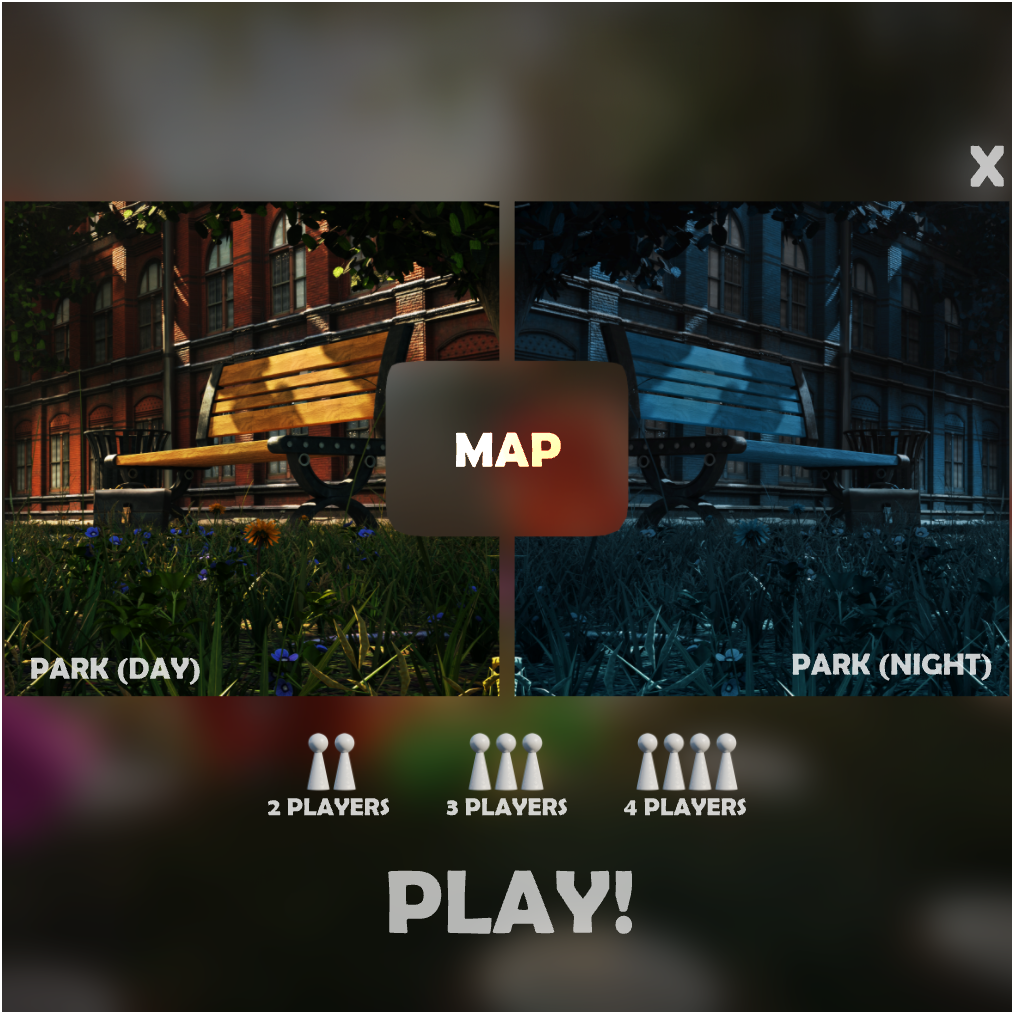 X
MAP
PARK (DAY)
PARK (NIGHT)
2 PLAYERS
3 PLAYERS
4 PLAYERS
PLAY!